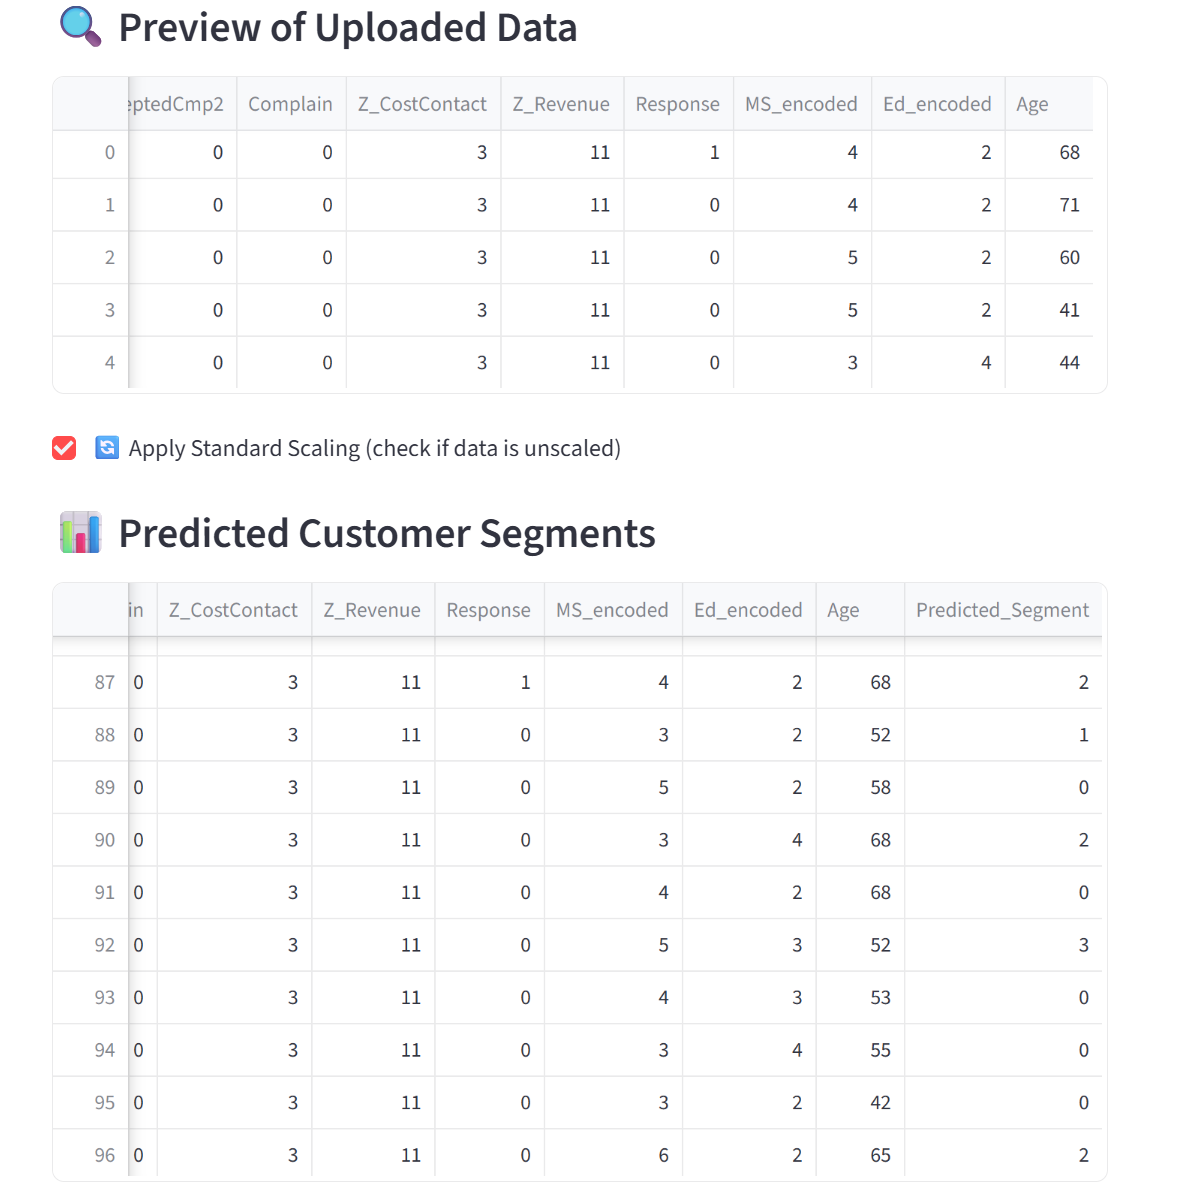 Preview of Uploaded Data
eptedCmp2 Complain Z_CostContact Z_Revenue Response MS_encoded Ed_encoded Age
0 0 0 3 11 1 4 2 68
1 0 0 3 11 0 4 2 71
2 0 0 3 11 0 5 2 60
3 0 0 3 11 0 5 2 41
4 0 0 3 11 0 3 4 44
Apply Standard Scaling (check if data is unscaled)
Predicted Customer Segments
in Z_CostContact Z_Revenue Response MS_encoded Ed_encoded Age Predicted_Segment
87 0 3 11 1 4 2 68 2
88 0 3 11 0 3 2 52 1
89 0 3 11 0 5 2 58 0
90 0 3 11 0 3 4 68 2
91 0 3 11 0 4 2 68 0
92 0 3 11 0 5 3 52 3
93 0 3 11 0 4 3 53 0
94 0 3 11 0 3 4 55 0
95 0 3 11 0 3 2 42 0
96 0 3 11 0 6 2 65 2